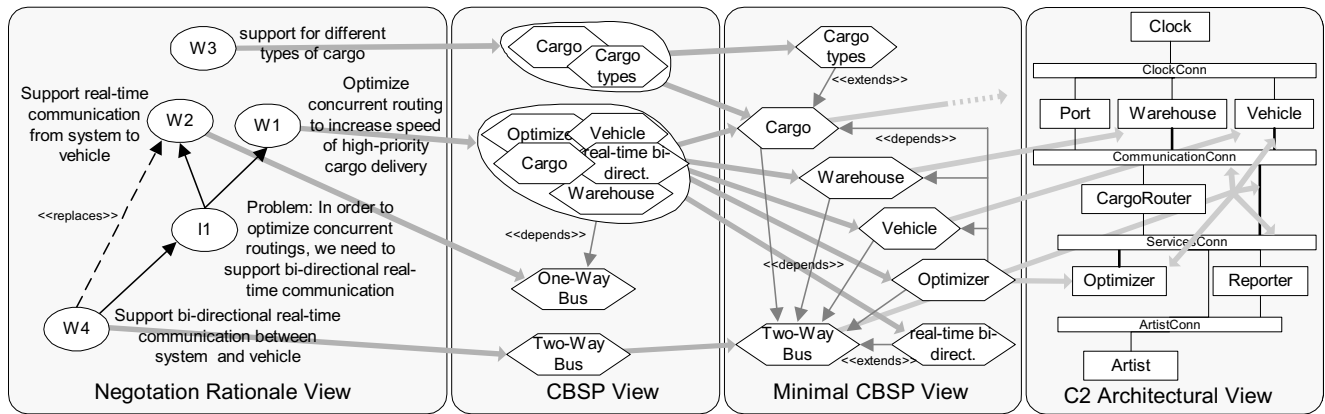 W3
support for different
types of cargo
Support real-time
communication
from system to
vehicle
W2
W1
Optimize
concurrent routing
to increase speed
of high-priority
cargo delivery
<<replaces>>
I1
Problem: In order to
optimize concurrent
routings, we need to
support bi-directional real-
time communication
W4
Support bi-directional real-time
communication between
system and vehicle
Negotation Rationale View
Cargo
Cargo
types
Optimize
Vehicle
Cargo
real-time bi-
direct.
Warehouse
<<depends>>
One-Way
Bus
Two-Way
Bus
CBSP View
Cargo
types
<<extends>>
Cargo
<<depends>>
Warehouse
Vehicle
<<depends>>
Optimizer
Two-Way
Bus
real-time bi-
direct.
<<extends>>
Minimal CBSP View
Clock
ClockConn
Port
Warehouse
Vehicle
CommunicationConn
CargoRouter
ServicesConn
Optimizer
Reporter
ArtistConn
Artist
C2 Architectural View